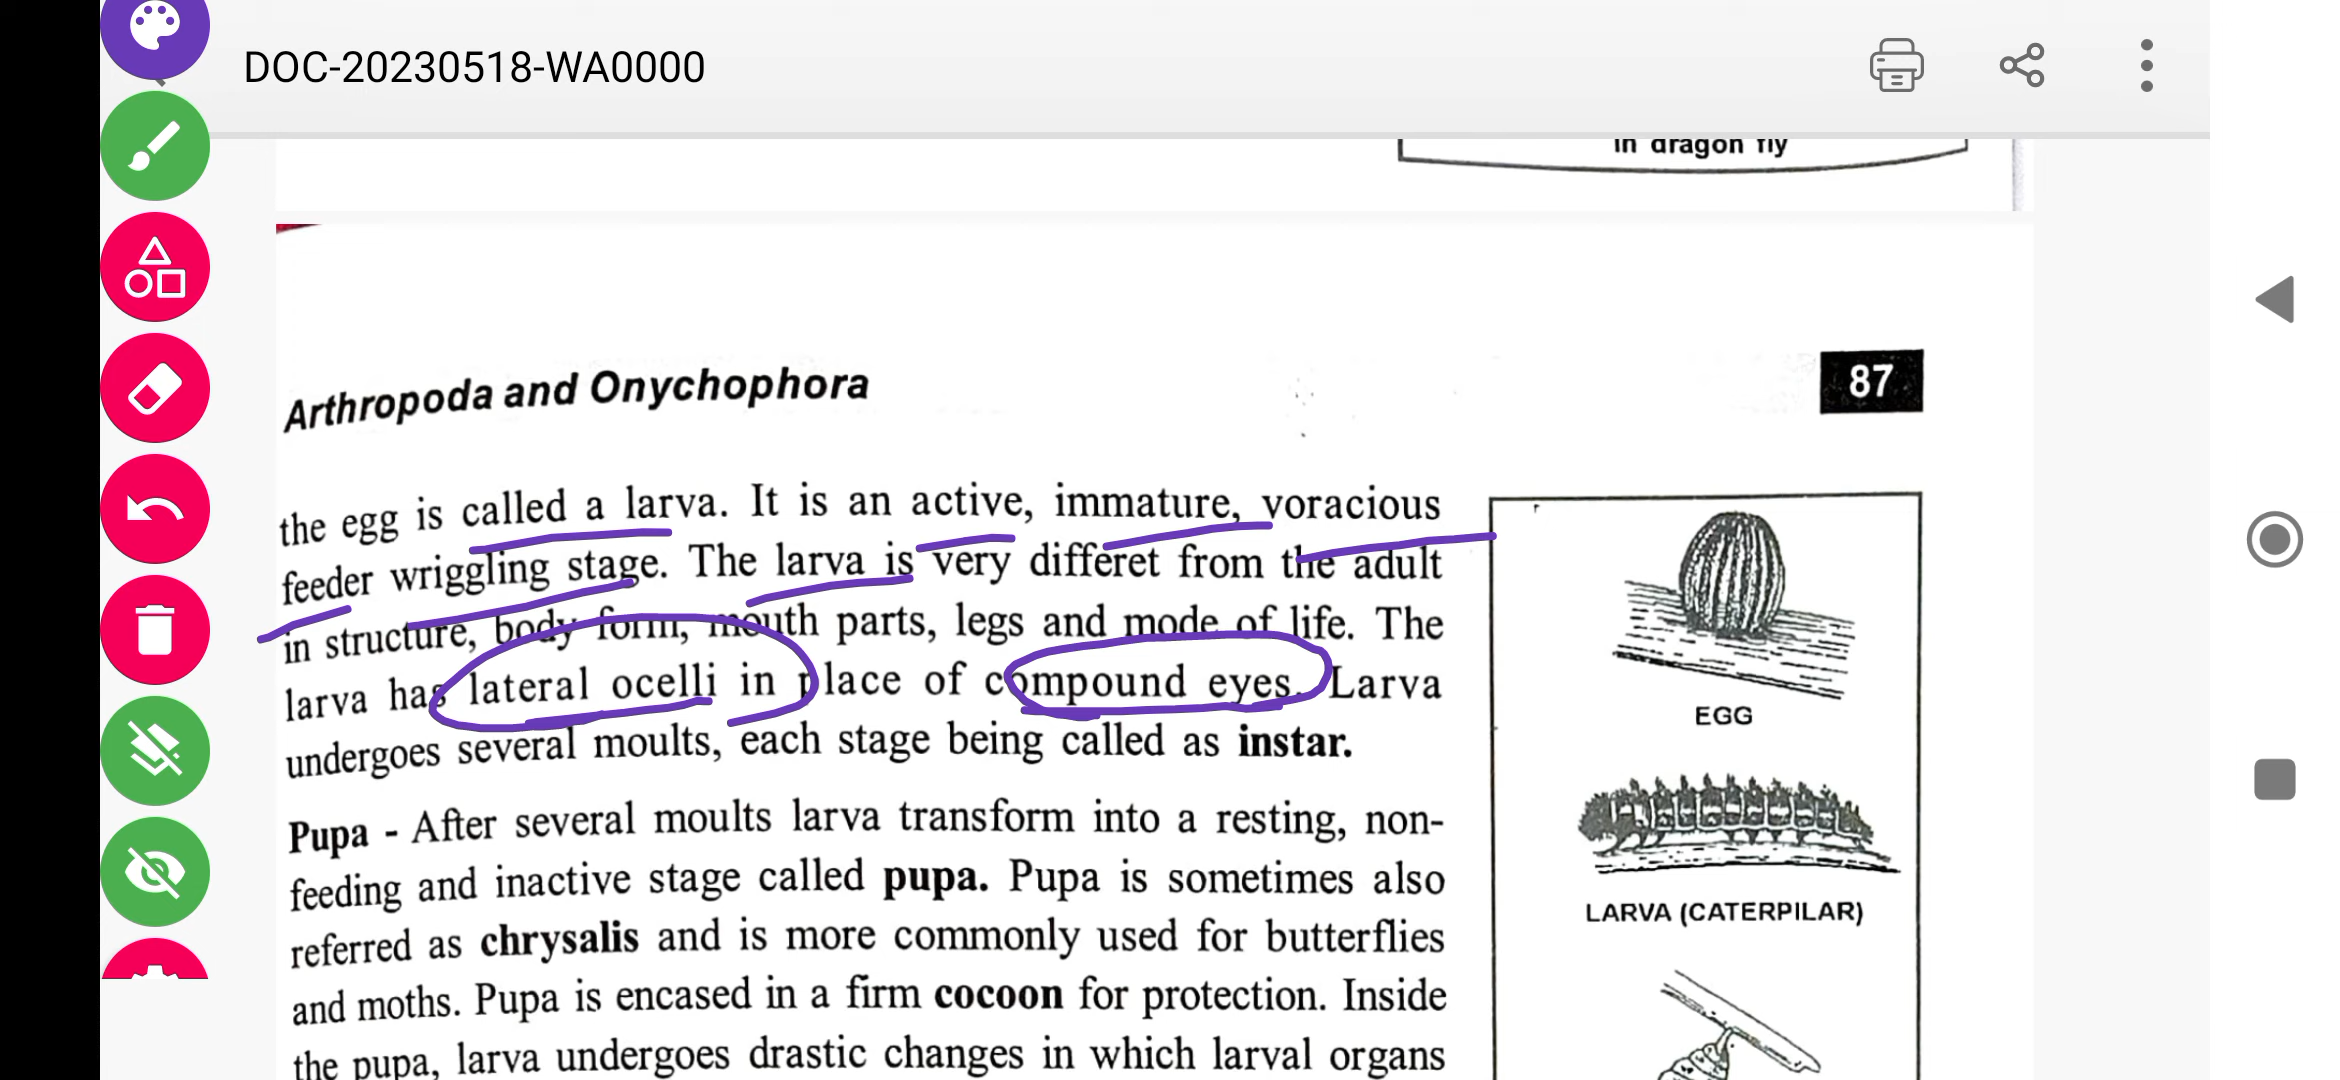 DOC-20230518-WA0000
in dragon fly
Arthropoda and Onychophora
87
the egg is called a larva. It is an active, immature, voracious
feeder wriggling stage. The larva is very differet from the adult
in structure, body form, mouth parts, legs and mode of life. The
larva has lateral ocelli in place of compound eyes. Larva
undergoes several moults, each stage being called as instar.
Pupa - After several moults larva transform into a resting, non-
feeding and inactive stage called pupa. Pupa is sometimes also
referred as chrysalis and is more commonly used for butterflies
and moths. Pupa is encased in a firm cocoon for protection. Inside
the pupa, larva undergoes drastic changes in which larval organs
EGG
LARVA (CATERPILAR)